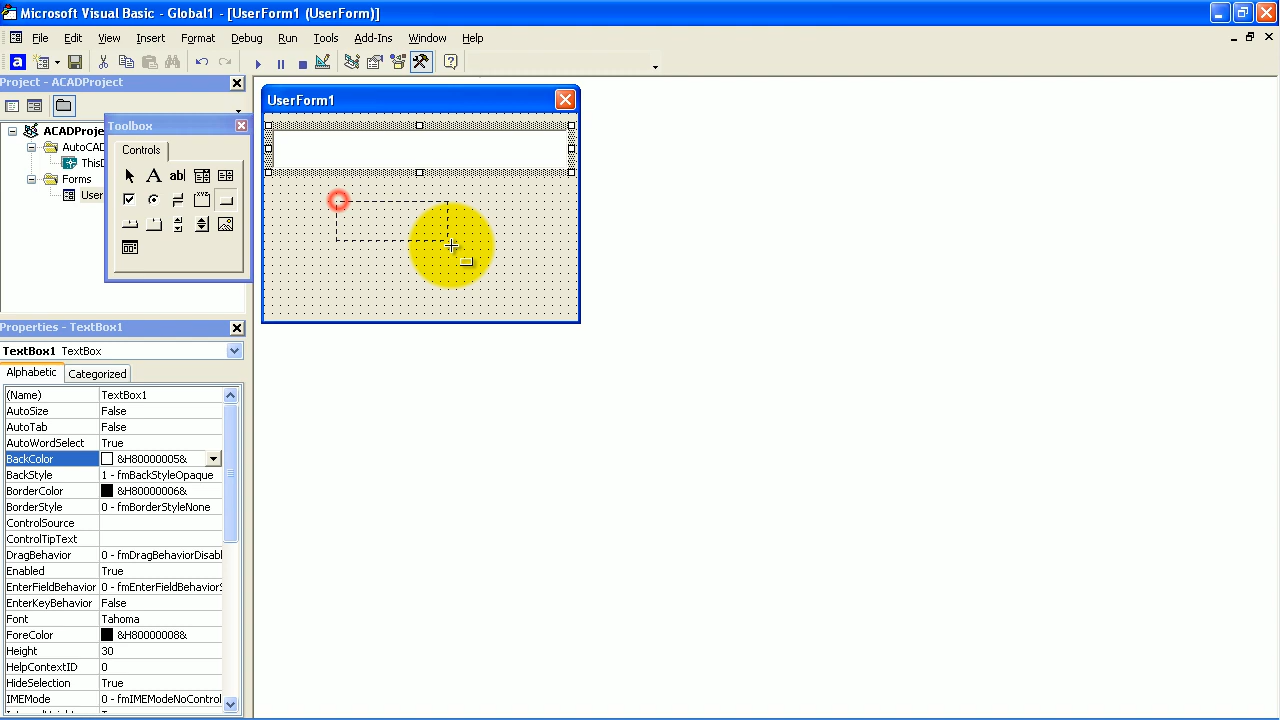 Microsoft Visual Basic - Global1 - [UserForm1 (UserForm)]
File Edit View Insert Format Debug Run Tools Add-Ins Window Help
a
Project - ACADProject
ACADProje
AutoCAD
ThisD
Forms
User
Toolbox
Controls
A ab|
UserForm1
Properties - TextBox1
TextBox1 TextBox
Alphabetic Categorized
(Name) TextBox1
AutoSize False
AutoTab False
AutoWordSelect True
BackColor &H80000005&
BackStyle 1 - fmBackStyleOpaque
BorderColor &H80000006&
BorderStyle 0 - fmBorderStyleNone
ControlSource
ControlTipText
DragBehavior 0 - fmDragBehaviorDisabl
Enabled True
EnterFieldBehavior 0 - fmEnterFieldBehaviorS
EnterKeyBehavior False
Font Tahoma
ForeColor &H80000008&
Height 30
HelpContextID 0
HideSelection True
IMEMode 0 - fmIMEModeNoControl